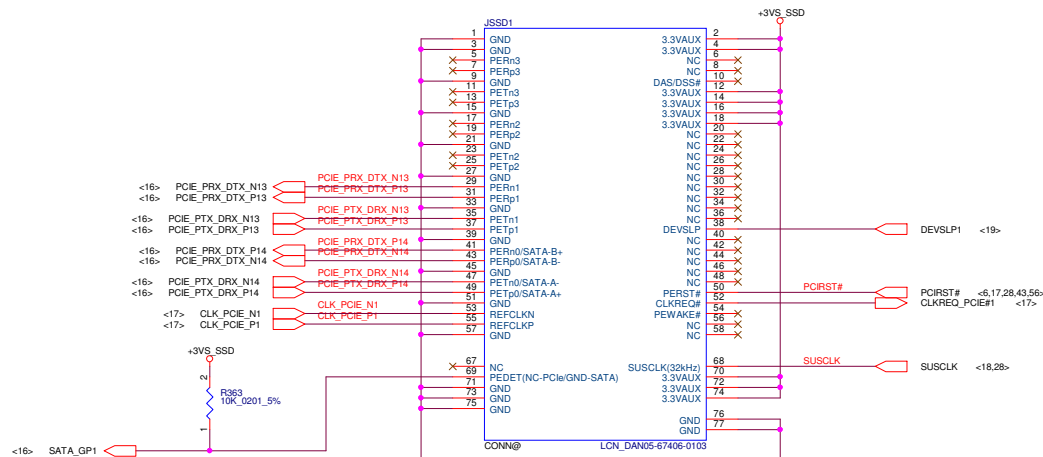 +3VS_SSD
JSSD1
1 GND 3.3VAUX 2
3 GND 3.3VAUX 4
5 PERn3 NC 6
7 PERp3 NC 8
9 GND DAS/DSS# 10
11 PETn3 3.3VAUX 12
13 PETp3 3.3VAUX 14
15 GND 3.3VAUX 16
17 PERn2 3.3VAUX 18
19 PERp2 NC 20
21 GND NC 22
23 PETn2 NC 24
25 PETp2 NC 26
27 GND NC 28
<16> PCIE_PRX_DTX_N13 PCIE_PRX_DTX_N13 29 PERn1 NC 30
<16> PCIE_PRX_DTX_P13 PCIE_PRX_DTX_P13 31 PERp1 NC 32
33 GND NC 34
<16> PCIE_PTX_DRX_N13 PCIE_PTX_DRX_N13 35 PETn1 NC 36
<16> PCIE_PTX_DRX_P13 PCIE_PTX_DRX_P13 37 PETp1 DEVSLP 38 DEVSLP1 <19>
39 GND NC 40
<16> PCIE_PRX_DTX_P14 PCIE_PRX_DTX_P14 41 PERn0/SATA-B+ NC 42
<16> PCIE_PRX_DTX_N14 PCIE_PRX_DTX_N14 43 PERp0/SATA-B- NC 44
45 GND NC 46
<16> PCIE_PTX_DRX_N14 PCIE_PTX_DRX_N14 47 PETn0/SATA-A- NC 48
<16> PCIE_PTX_DRX_P14 PCIE_PTX_DRX_P14 49 PETp0/SATA-A+ PERST# 50 PCIRST# PCIRST# <6,17,28,43,56>
51 GND CLKREQ# 52 CLKREQ_PCIE#1 <17>
<17> CLK_PCIE_N1 CLK_PCIE_N1 53 REFCLKN PEWAKE# 54
<17> CLK_PCIE_P1 CLK_PCIE_P1 55 REFCLKP NC 56
57 GND NC 58
+3VS_SSD
67 NC SUSCLK(32kHz) 68 SUSCLK SUSCLK <18,28>
69 PEDET(NC-PCIe/GND-SATA) 3.3VAUX 70
71 GND 3.3VAUX 72
73 GND 3.3VAUX 74
75 GND
2
R363
10K_0201_5%
1
GND 76
GND 77
CONN@ LCN_DAN05-67406-0103
<16> SATA_GP1